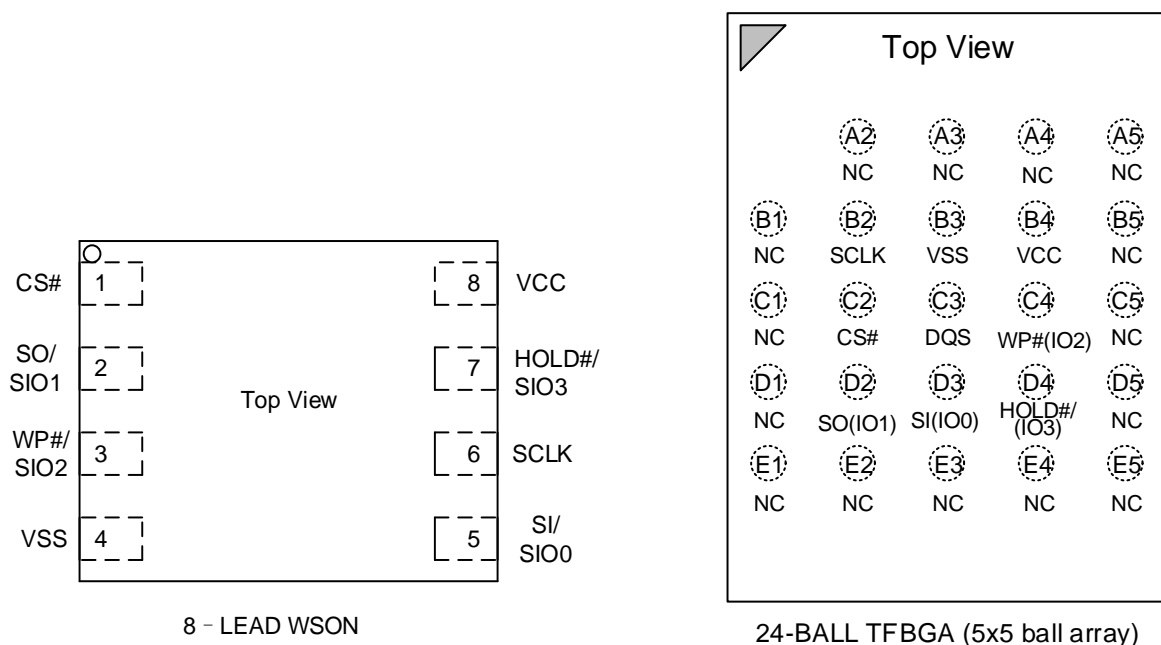 Top View
A2 A3 A4 A5
NC NC NC NC
B1 B2 B3 B4 B5
NC SCLK VSS VCC NC
C1 C2 C3 C4 C5
NC CS# DQS WP#(IO2) NC
D1 D2 D3 D4 D5
NC SO(IO1) SI(IO0) HOLD#/ NC
(IO3)
E1 E2 E3 E4 E5
NC NC NC NC NC
24-BALL TFBGA (5x5 ball array)
CS# 1 8 VCC
SO/ 2 7 HOLD#/
SIO1 SIO3
Top View
WP#/ 3 6 SCLK
SIO2
VSS 4 5 SI/
SIO0
8 - LEAD WSON